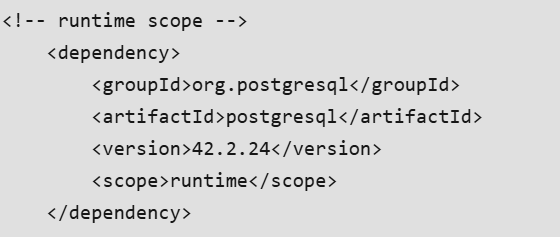 <!-- runtime scope -->
<dependency>
<groupId>org.postgresql</groupId>
<artifactId>postgresql</artifactId>
<version>42.2.24</version>
<scope>runtime</scope>
</dependency>